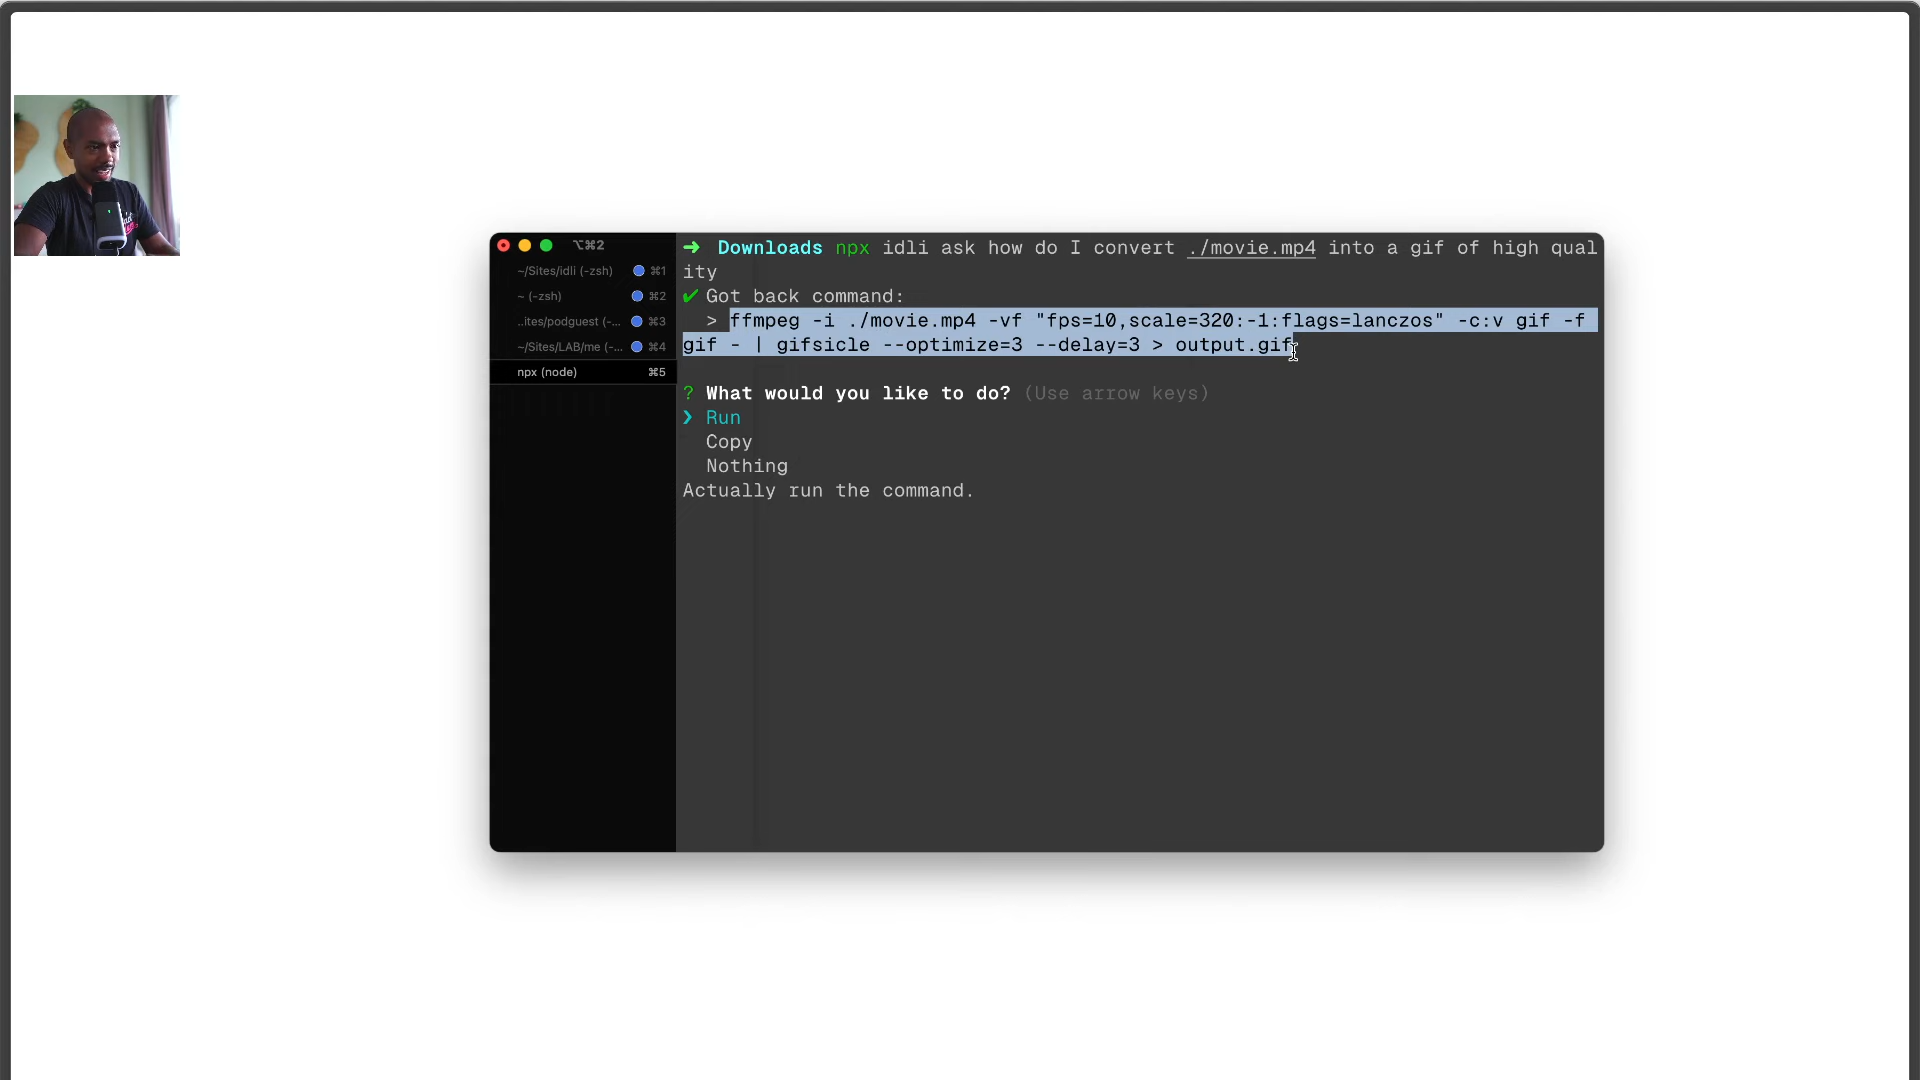 ⌥⌘2
~/Sites/idli (-zsh) ⌘1
~ (-zsh) ⌘2
..ites/podguest (-... ⌘3
~/Sites/LAB/me (-... ⌘4
npx (node) ⌘5
➜ Downloads npx idli ask how do I convert ./movie.mp4 into a gif of high qual
ity
✔ Got back command:
> ffmpeg -i ./movie.mp4 -vf "fps=10,scale=320:-1:flags=lanczos" -c:v gif -f
gif - | gifsicle --optimize=3 --delay=3 > output.gif
? What would you like to do? (Use arrow keys)
❯ Run
Copy
Nothing
Actually run the command.